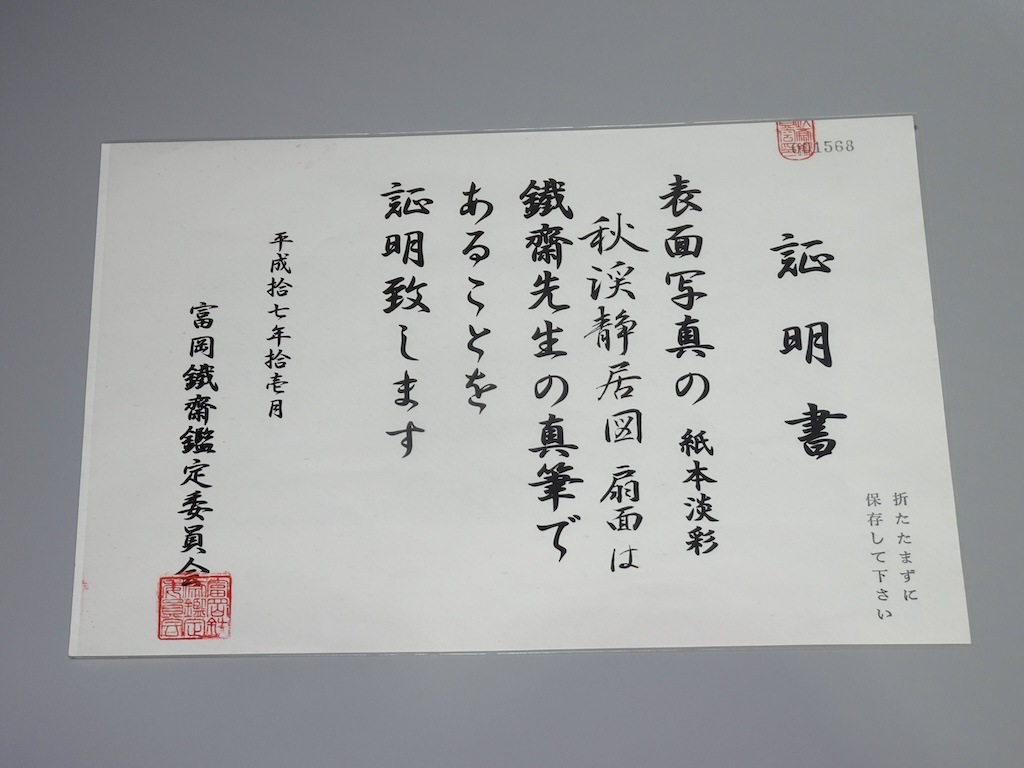 001568
証明書
表面写真の 紙本淡彩
秋渓静居図 扇面は
鐵齋先生の真筆で
あることを
証明致します
平成拾七年拾壱月
富岡鐵齋鑑定委員会
折たたまずに
保存して下さい